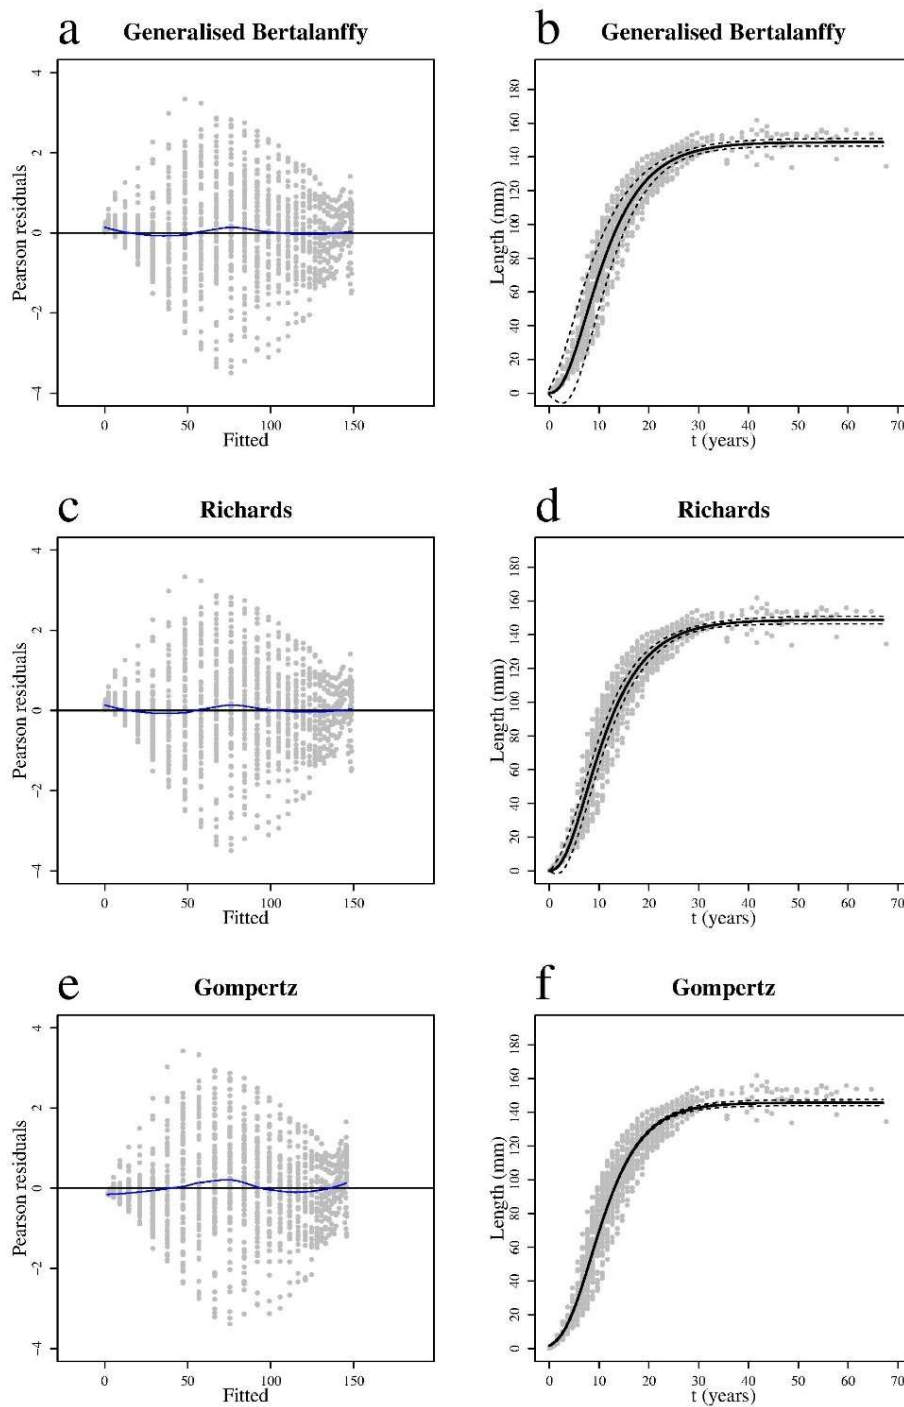 a Generalised Bertalanffy
Pearson residuals
4
2
0
−2
−4
0 50 100 150
Fitted
b Generalised Bertalanffy
Length (mm)
180
160
140
120
100
80
60
40
20
0
0 10 20 30 40 50 60 70
t (years)
c Richards
Pearson residuals
4
2
0
−2
−4
0 50 100 150
Fitted
d Richards
Length (mm)
180
160
140
120
100
80
60
40
20
0
0 10 20 30 40 50 60 70
t (years)
e Gompertz
Pearson residuals
4
2
0
−2
−4
0 50 100 150
Fitted
f Gompertz
Length (mm)
180
160
140
120
100
80
60
40
20
0
0 10 20 30 40 50 60 70
t (years)